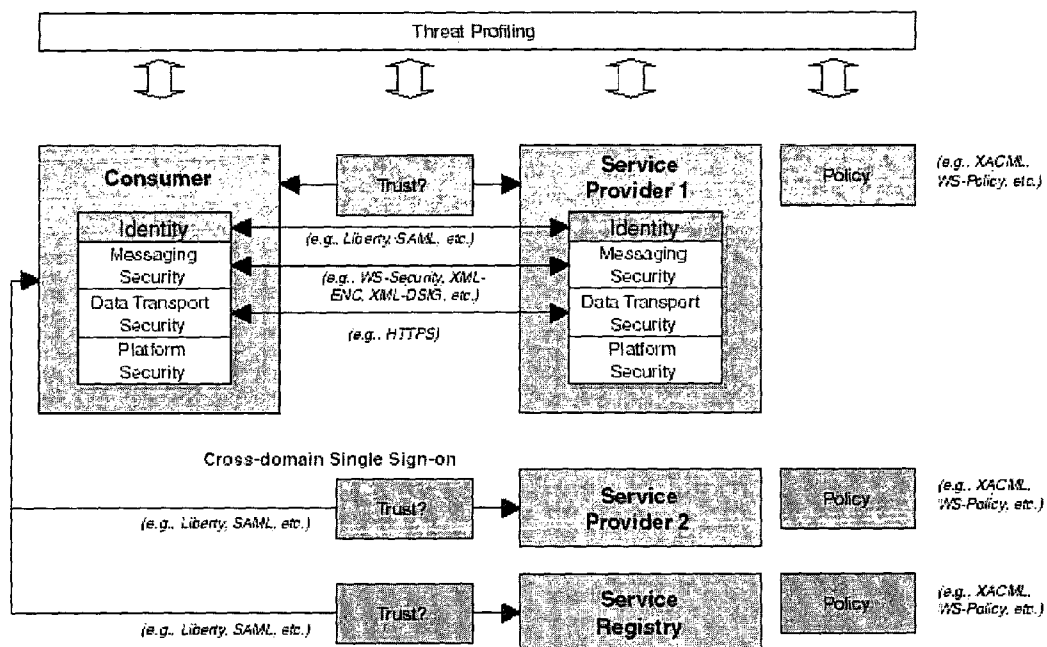 Threat Profiling
Consumer
Trust?
Service
Provider 1
Policy
(e.g., XACML,
WS-Policy, etc.)
Identity
(e.g., Liberty, SAML, etc.)
Identity
Messaging
Security
(e.g., WS-Security, XML-
ENC, XML-DSIG, etc.)
Messaging
Security
Data Transport
Security
(e.g., HTTPS)
Data Transport
Security
Platform
Security
Platform
Security
Cross-domain Single Sign-on
(e.g., Liberty, SAML, etc.)
Trust?
Service
Provider 2
Policy
(e.g., XACML,
WS-Policy, etc.)
(e.g., Liberty, SAML, etc.)
Trust?
Service
Registry
Policy
(e.g., XACML,
WS-Policy, etc.)